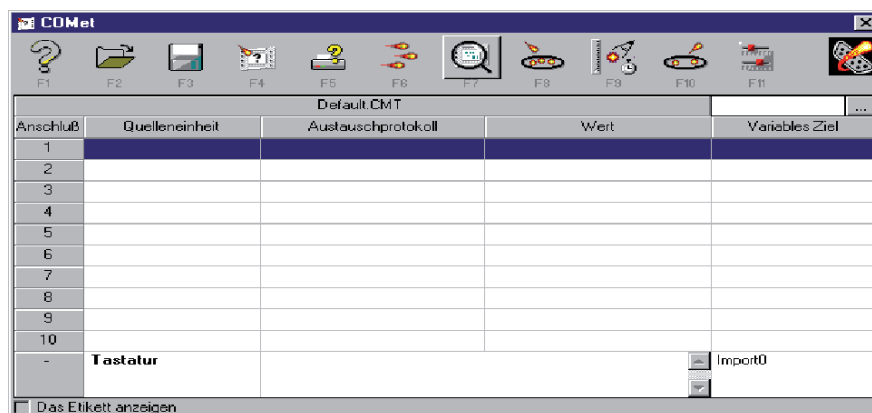 COMet
F1 F2 F3 F4 F5 F6 F7 F8 F9 F10 F11
Default.CMT ...
Anschluß Quelleneinheit Austauschprotokoll Wert Variables Ziel
1
2
3
4
5
6
7
8
9
10
- Tastatur - Import0
Das Etikett anzeigen